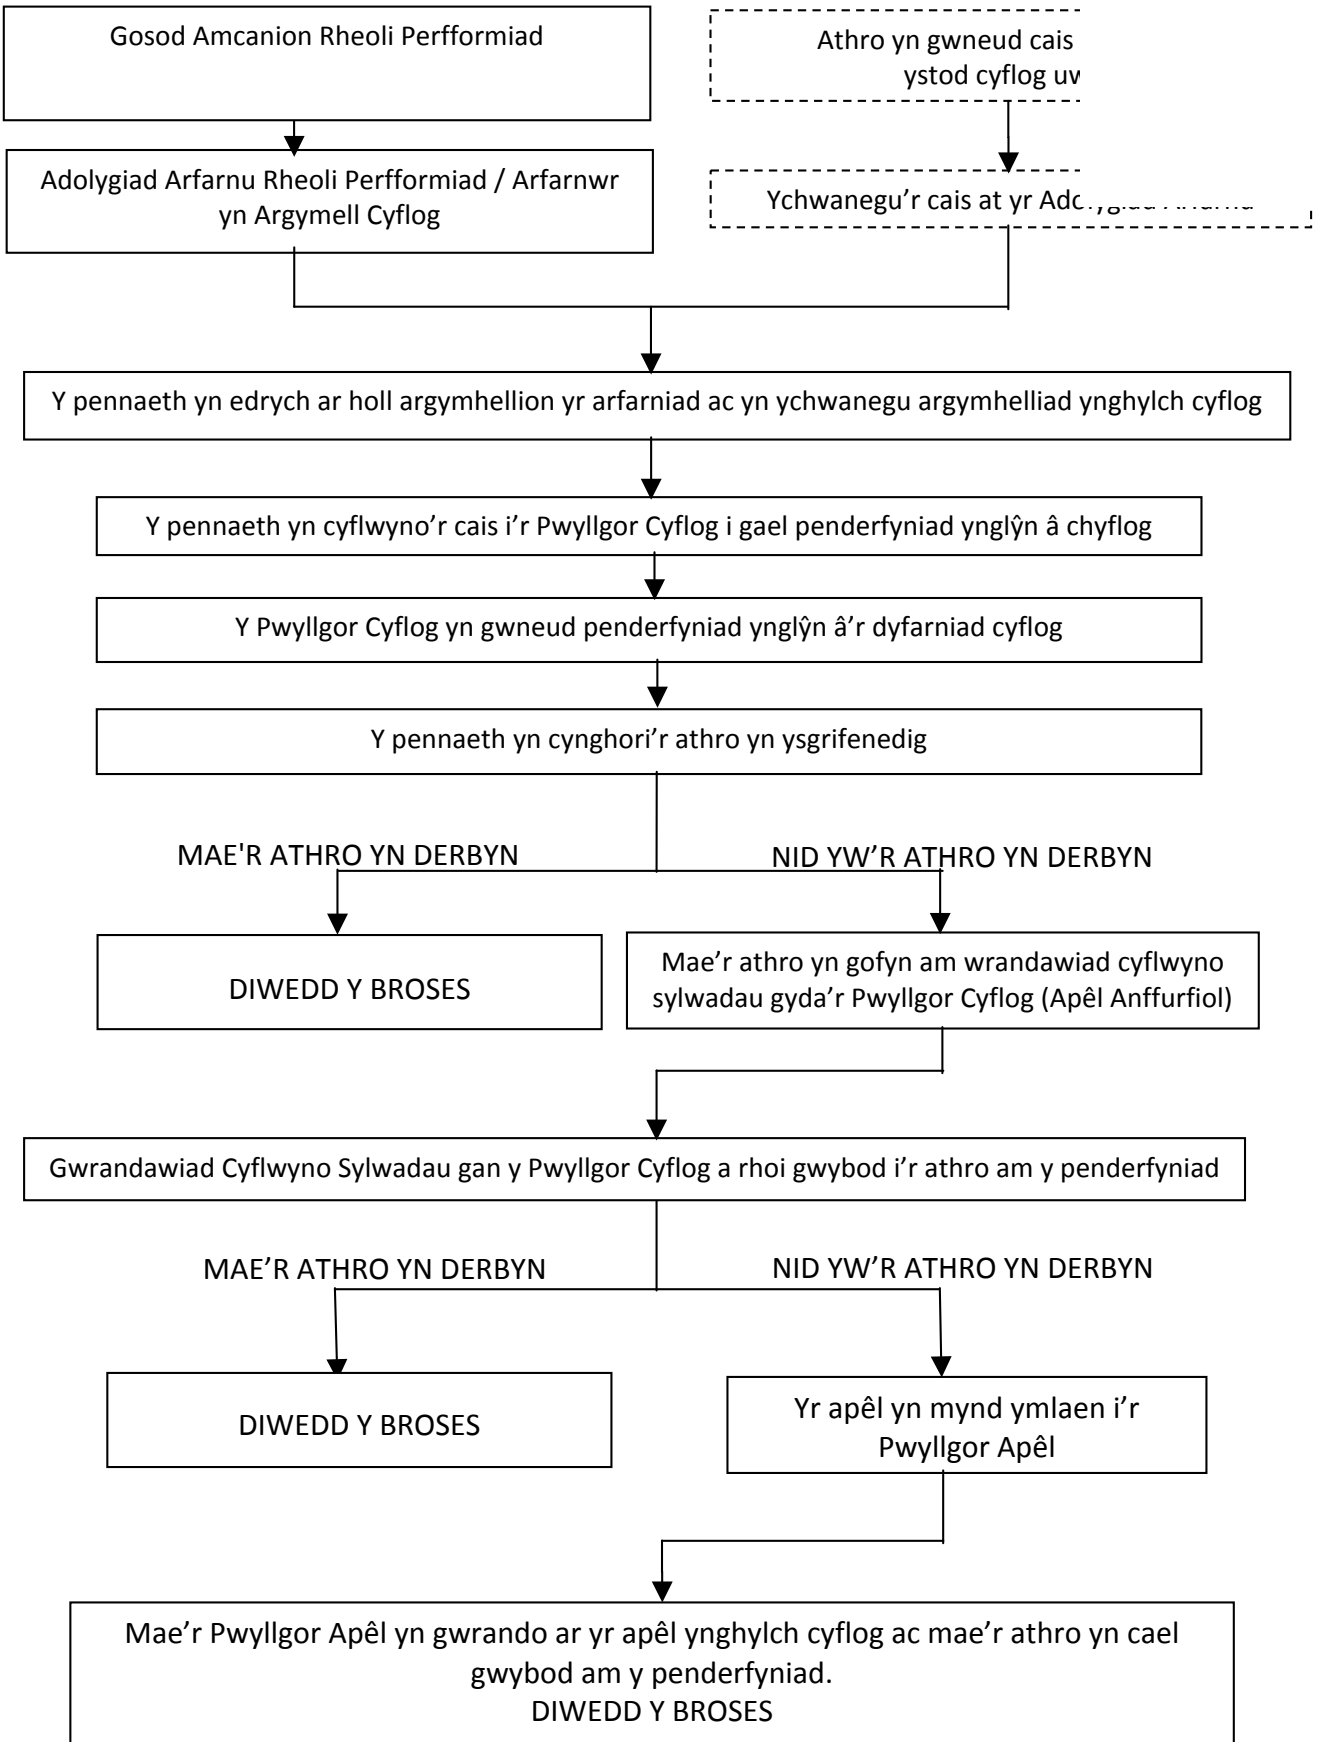 Gosod Amcanion Rheoli Perfformiad
Athro yn gwneud cais
ystod cyflog
Adolygiad Arfarnu Rheoli Perfformiad / Arfarnwr
yn Argymell Cyflog
Ychwanegu’r cais at yr
Y pennaeth yn edrych ar holl argymhellion yr arfarniad ac yn ychwanegu argymhelliad ynghylch cyflog
Y pennaeth yn cyflwyno’r cais i’r Pwyllgor Cyflog i gael penderfyniad ynglŷn â chyflog
Y Pwyllgor Cyflog yn gwneud penderfyniad ynglŷn â’r dyfarniad cyflog
Y pennaeth yn cynghori’r athro yn ysgrifenedig
MAE'R ATHRO YN DERBYN
NID YW’R ATHRO YN DERBYN
DIWEDD Y BROSES
Mae’r athro yn gofyn am wrandawiad cyflwyno
sylwadau gyda’r Pwyllgor Cyflog (Apêl Anffurfiol)
Gwrandawiad Cyflwyno Sylwadau gan y Pwyllgor Cyflog a rhoi gwybod i’r athro am y penderfyniad
MAE’R ATHRO YN DERBYN
NID YW’R ATHRO YN DERBYN
DIWEDD Y BROSES
Yr apêl yn mynd ymlaen i’r
Pwyllgor Apêl
Mae’r Pwyllgor Apêl yn gwrando ar yr apêl ynghylch cyflog ac mae’r athro yn cael
gwybod am y penderfyniad.
DIWEDD Y BROSES